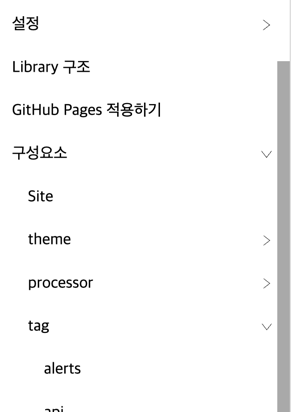 설정
Library 구조
GitHub Pages 적용하기
구성요소
Site
theme
processor
tag
alerts
api